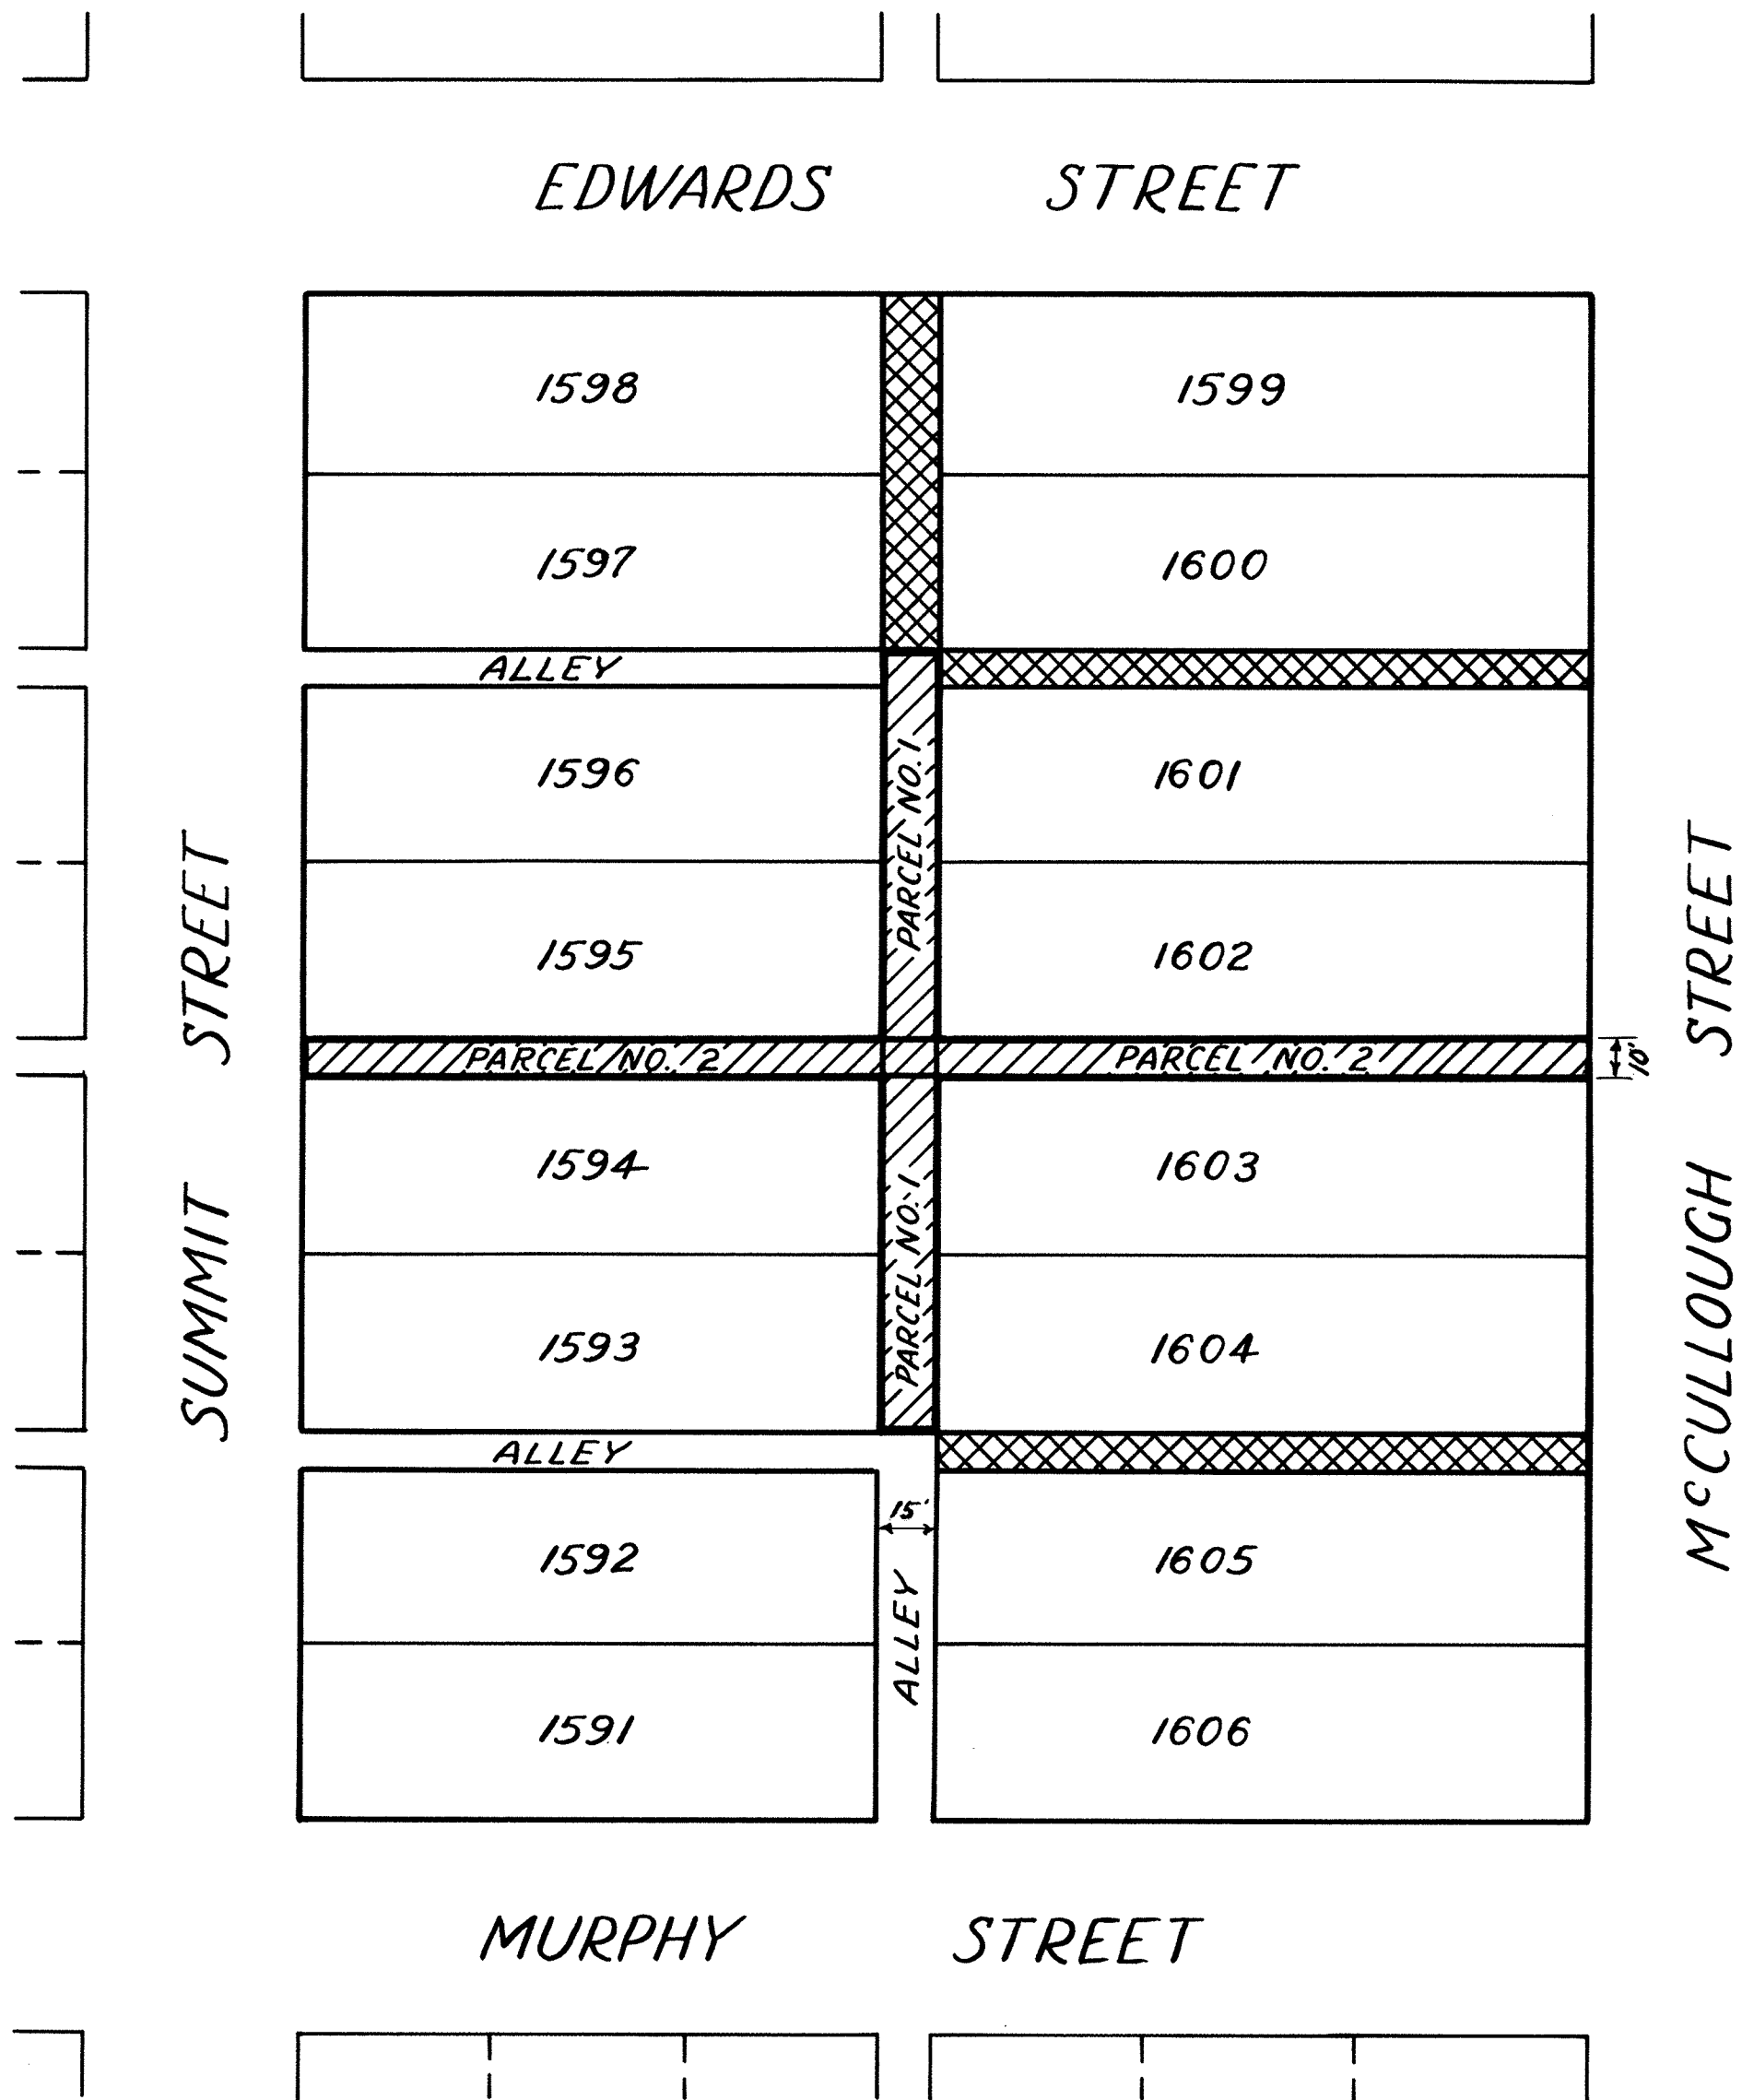 EDWARDS STREET
1598 1599
1597 1600
ALLEY
1596 1601
PARCEL NO. 1
1595 1602
PARCEL NO. 2 PARCEL NO. 2
10'
1594 1603
PARCEL NO. 1
1593 1604
ALLEY
15'
1592 1605
ALLEY
1591 1606
SUMMIT STREET
McCULLOUGH STREET
MURPHY STREET